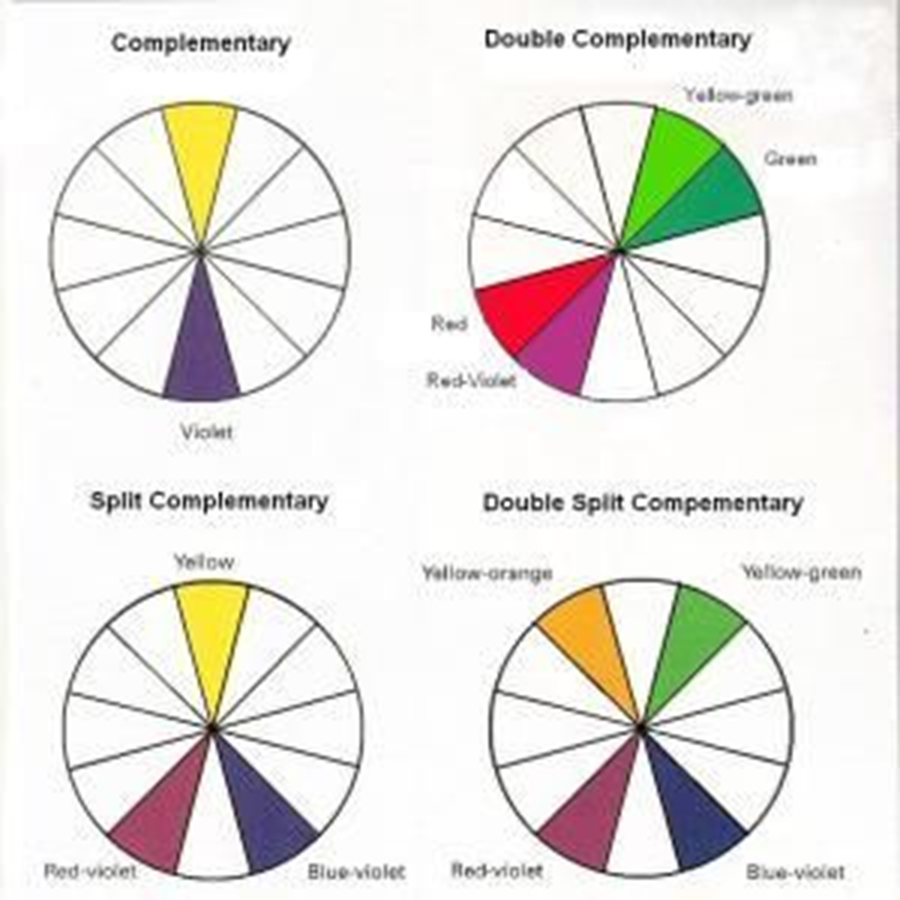 Complementary
Double Complementary
Yellow-green
Green
Red
Red-Violet
Violet
Split Complementary
Double Split Compementary
Yellow
Yellow-orange
Yellow-green
Red-violet
Blue-violet
Red-violet
Blue-violet